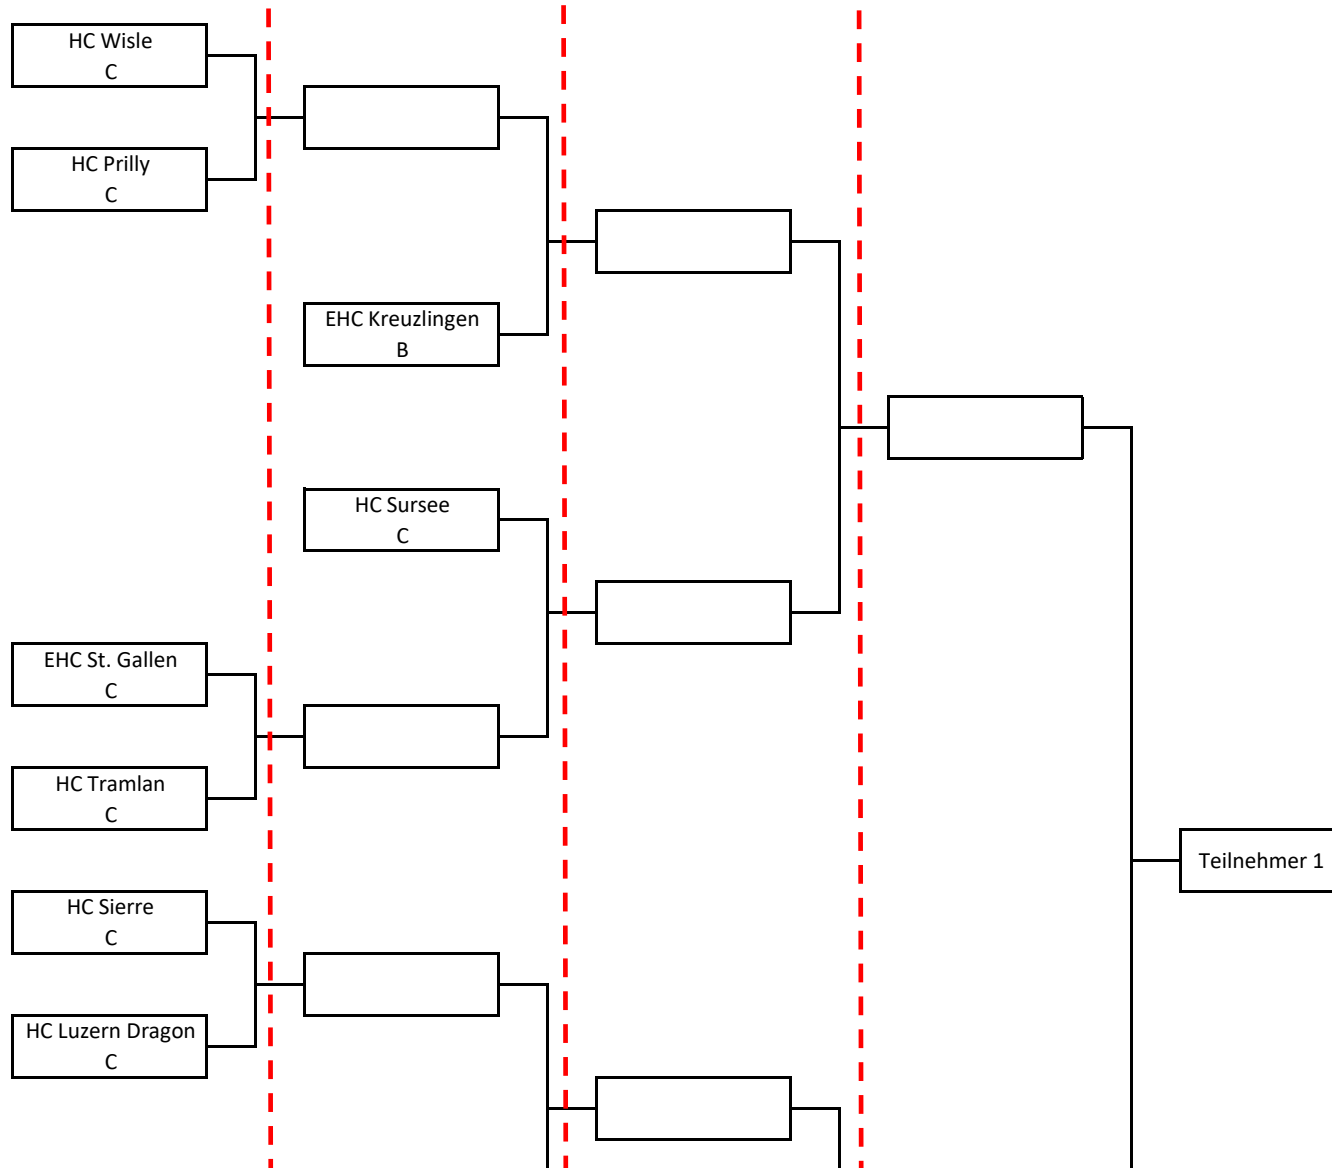 HC Wisle
C
HC Prilly
C
EHC Kreuzlingen
B
HC Sursee
C
EHC St. Gallen
C
HC Tramlan
C
HC Sierre
C
HC Luzern Dragon
C
Teilnehmer 1